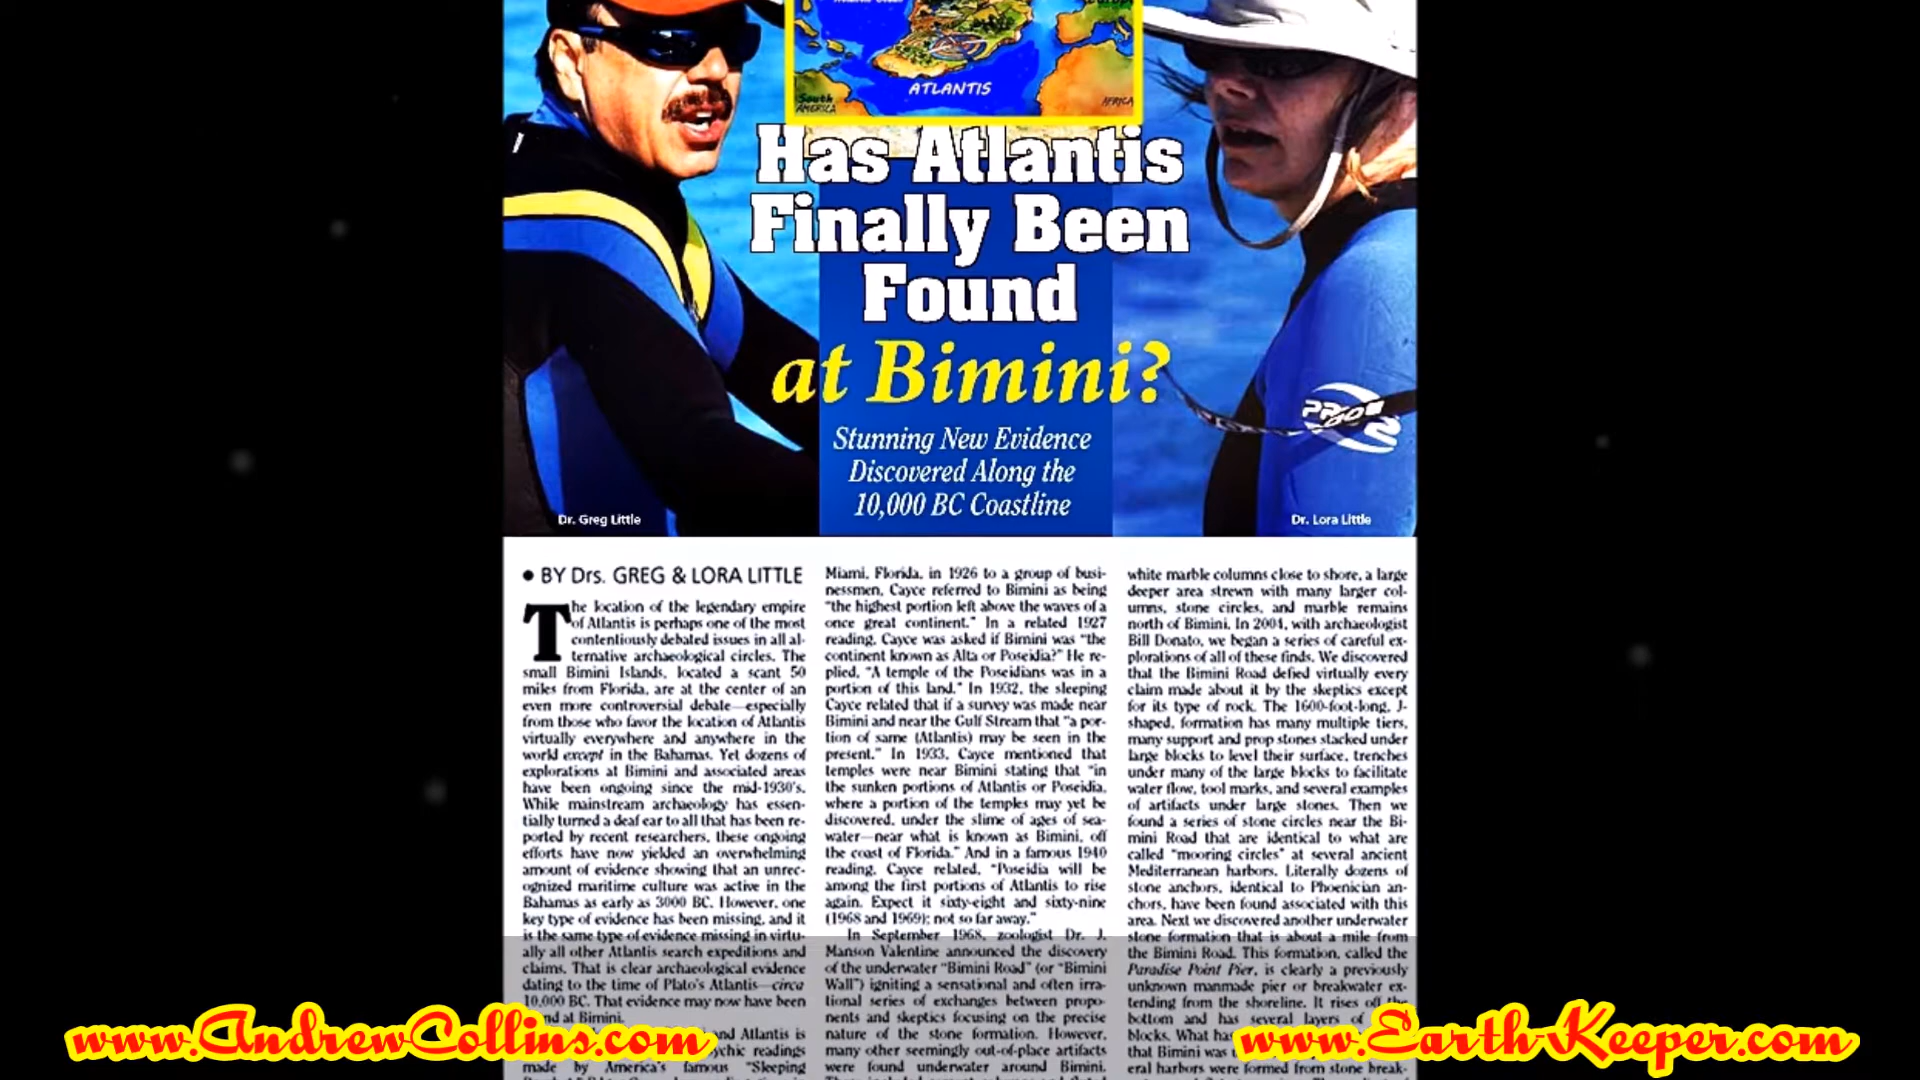 Atlantic Ocean
Europe
ATLANTIS
South
AMERICA
AFRICA
Has Atlantis
Finally Been
Found
at Bimini?
Stunning New Evidence
Discovered Along the
10,000 BC Coastline
Dr. Greg Little
Dr. Lora Little
PRO
2
• BY Drs. GREG & LORA LITTLE
The location of the legendary empire
of Atlantis is perhaps one of the most
contentiously debated issues in all al-
ternative archaeological circles. The
small Bimini Islands, located a scant 50
miles from Florida, are at the center of an
even more controversial debate—especially
from those who favor the location of Atlantis
virtually everywhere and anywhere in the
world except in the Bahamas. Yet dozens of
explorations at Bimini and associated areas
have been ongoing since the mid-1930's.
While mainstream archaeology has essen-
tially turned a deaf ear to all that has been re-
ported by recent researchers, these ongoing
efforts have now yielded an overwhelming
amount of evidence showing that an unrec-
ognized maritime culture was active in the
Bahamas as early as 3000 BC. However, one
key type of evidence has been missing, and it
is the same type of evidence missing in virtu-
ally all other Atlantis search expeditions and
claims. That is clear archaeological evidence
dating to the time of Plato's Atlantis—circa
10,000 BC. That evidence may now have been
nd at Bimini.
nd Atlantis is
ychic readings
made by America's famous "Sleeping
Miami, Florida, in 1926 to a group of busi-
nessmen, Cayce referred to Bimini as being
"the highest portion left above the waves of a
once great continent." In a related 1927
reading, Cayce was asked if Bimini was "the
continent known as Alta or Poseidia?" He re-
plied, "A temple of the Poseidians was in a
portion of this land." In 1932, the sleeping
Cayce related that if a survey was made near
Bimini and near the Gulf Stream that "a por-
tion of same (Atlantis) may be seen in the
present." In 1933, Cayce mentioned that
temples were near Bimini stating that "in
the sunken portions of Atlantis or Poseidia,
where a portion of the temples may yet be
discovered, under the slime of ages of sea-
water—near what is known as Bimini, off
the coast of Florida." And in a famous 1940
reading, Cayce related, "Poseidia will be
among the first portions of Atlantis to rise
again. Expect it sixty-eight and sixty-nine
(1968 and 1969); not so far away."
In September 1968, zoologist Dr. J.
Manson Valentine announced the discovery
of the underwater "Bimini Road" (or "Bimini
Wall") igniting a sensational and often irra-
tional series of exchanges between propo-
nents and skeptics focusing on the precise
nature of the stone formation. However,
many other seemingly out-of-place artifacts
were found underwater around Bimini.
white marble columns close to shore, a large
deeper area strewn with many larger col-
umns, stone circles, and marble remains
north of Bimini. In 2004, with archaeologist
Bill Donato, we began a series of careful ex-
plorations of all of these finds. We discovered
that the Bimini Road defied virtually every
claim made about it by the skeptics except
for its type of rock. The 1600-foot-long, J-
shaped, formation has many multiple tiers,
many support and prop stones stacked under
large blocks to level their surface, trenches
under many of the large blocks to facilitate
water flow, tool marks, and several examples
of artifacts under large stones. Then we
found a series of stone circles near the Bi-
mini Road that are identical to what are
called "mooring circles" at several ancient
Mediterranean harbors. Literally dozens of
stone anchors, identical to Phoenician an-
chors, have been found associated with this
area. Next we discovered another underwater
stone formation that is about a mile from
the Bimini Road. This formation, called the
Paradise Point Pier, is clearly a previously
unknown manmade pier or breakwater ex-
tending from the shoreline. It rises off the
bottom and has several layers of
blocks. What has
that Bimini was
eral harbors were formed from stone break-
www.AndrewCollins.com
www.Earth-Keeper.com